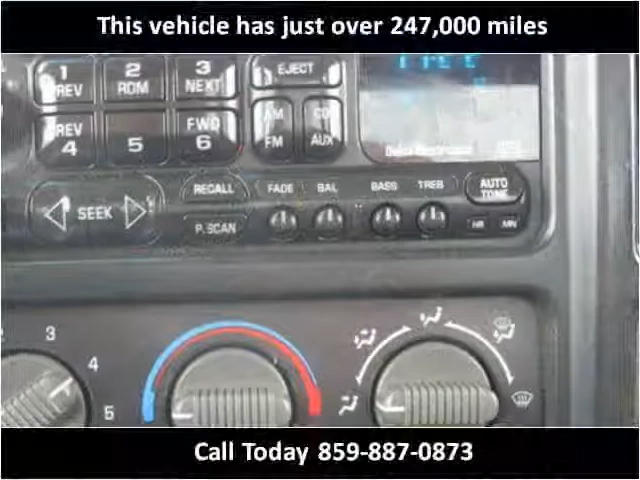 This vehicle has just over 247,000 miles
1 PREV 2 RDM 3 NEXT EJECT
REV 4 5 FWD 6 AM FM CD AUX
SEEK RECALL FADE BAL BASS TREB AUTO TONE
P.SCAN HR MN
3
4
5
Call Today 859-887-0873